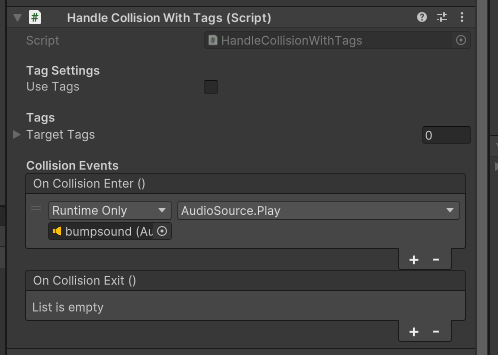 Handle Collision With Tags (Script)
Script HandleCollisionWithTags
Tag Settings
Use Tags
Tags
Target Tags 0
Collision Events
On Collision Enter ()
Runtime Only AudioSource.Play
bumpsound (Au
+ -
On Collision Exit ()
List is empty
+ -